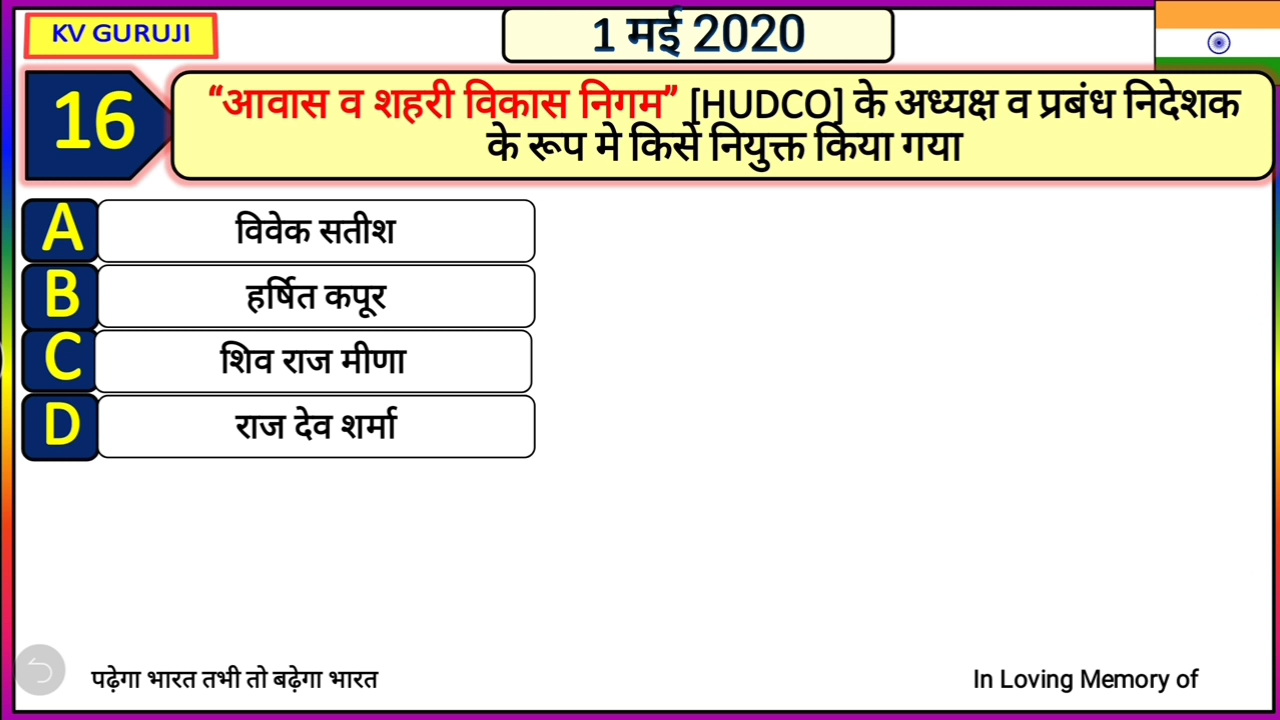 KV GURUJI
1 मई 2020
16
“आवास व शहरी विकास निगम” [HUDCO] के अध्यक्ष व प्रबंध निदेशक
के रूप मे किसे नियुक्त किया गया
A विवेक सतीश
B हर्षित कपूर
C शिव राज मीणा
D राज देव शर्मा
पढ़ेगा भारत तभी तो बढ़ेगा भारत
In Loving Memory of